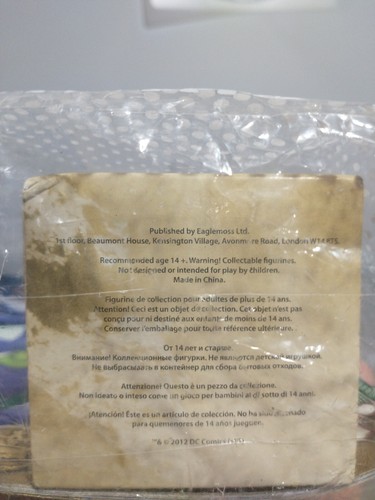 Published by Eaglemoss Ltd.
1st floor, Beaumont House, Kensington Village, Avonmore Road, London W14 8TS.
Recommended age 14 +. Warning! Collectable figurines.
Not designed or intended for play by children.
Made in China.
Figurine de collection pour adultes de plus de 14 ans.
Attention! Ceci est un objet de collection. Cet objet n'est pas
conçu pour ni destiné aux enfants de moins de 14 ans.
Conserver l'emballage pour toute référence ultérieure.
От 14 лет и старше.
Внимание! Коллекционные фигурки. Не является детской игрушкой.
Не выбрасывать в контейнер для сбора бытовых отходов.
Attenzione! Questo è un pezzo da collezione.
Non ideato o inteso come un gioco per bambini al di sotto di 14 anni.
¡Atención! Éste es un artículo de colección. No ha sido
para quemenores de 14 años jueguen.
™& © 2012 DC Comics (s15)